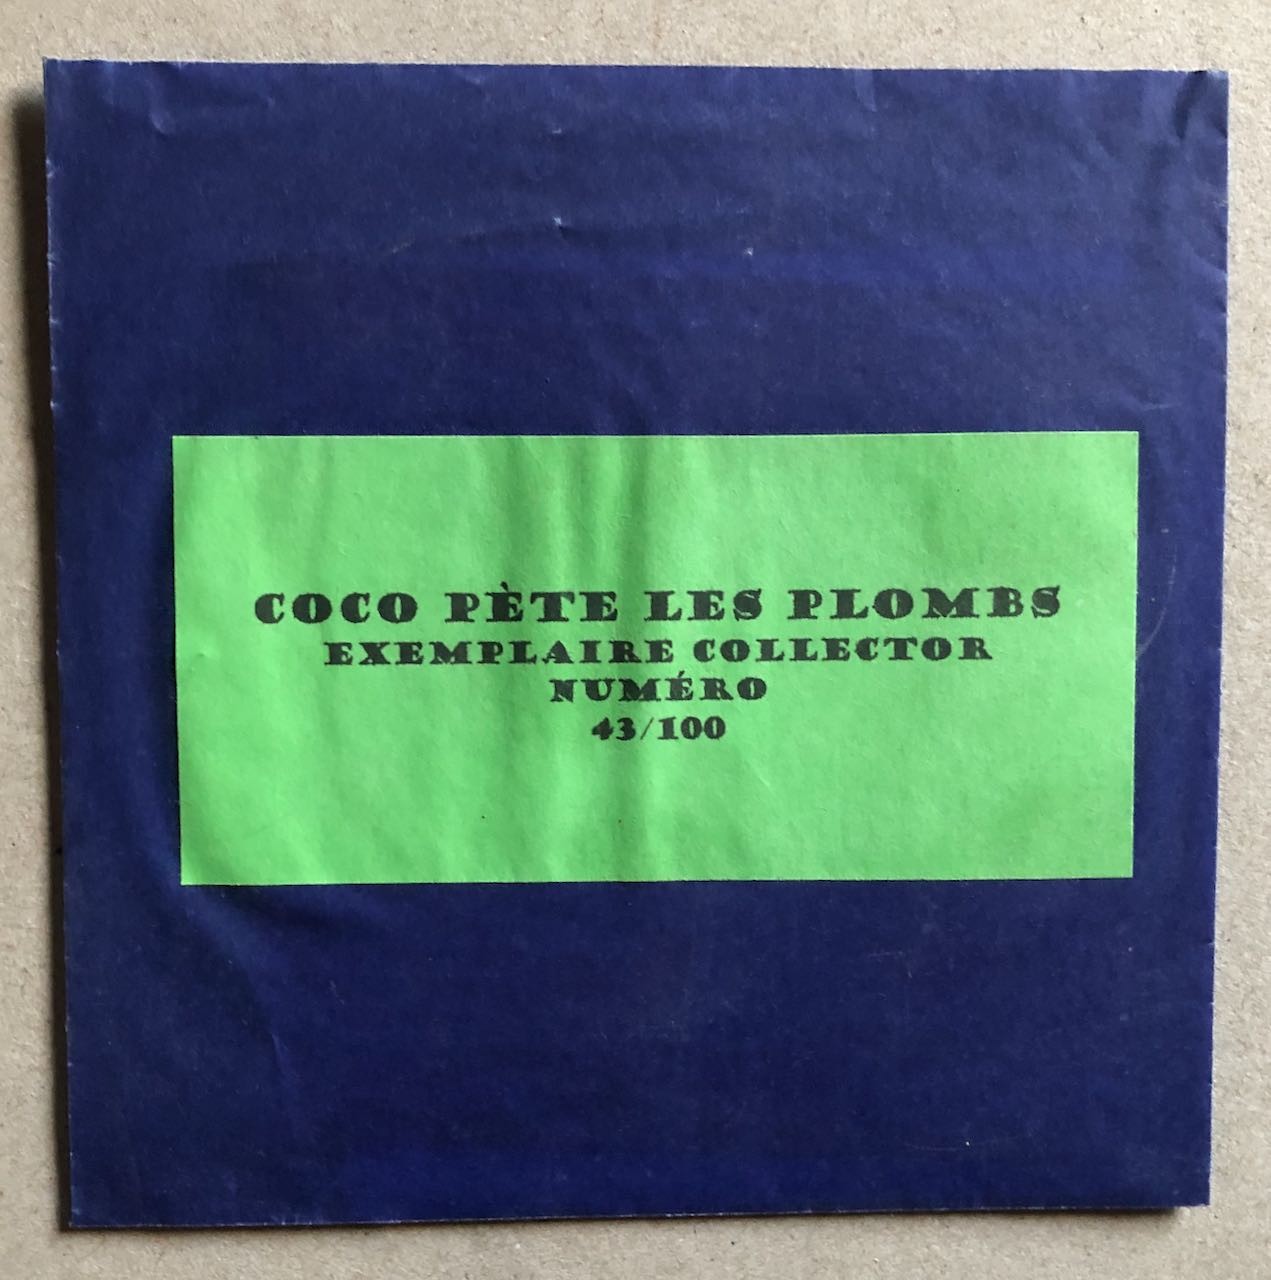 COCO PÈTE LES PLOMBS
EXEMPLAIRE COLLECTOR
NUMÉRO
43/100